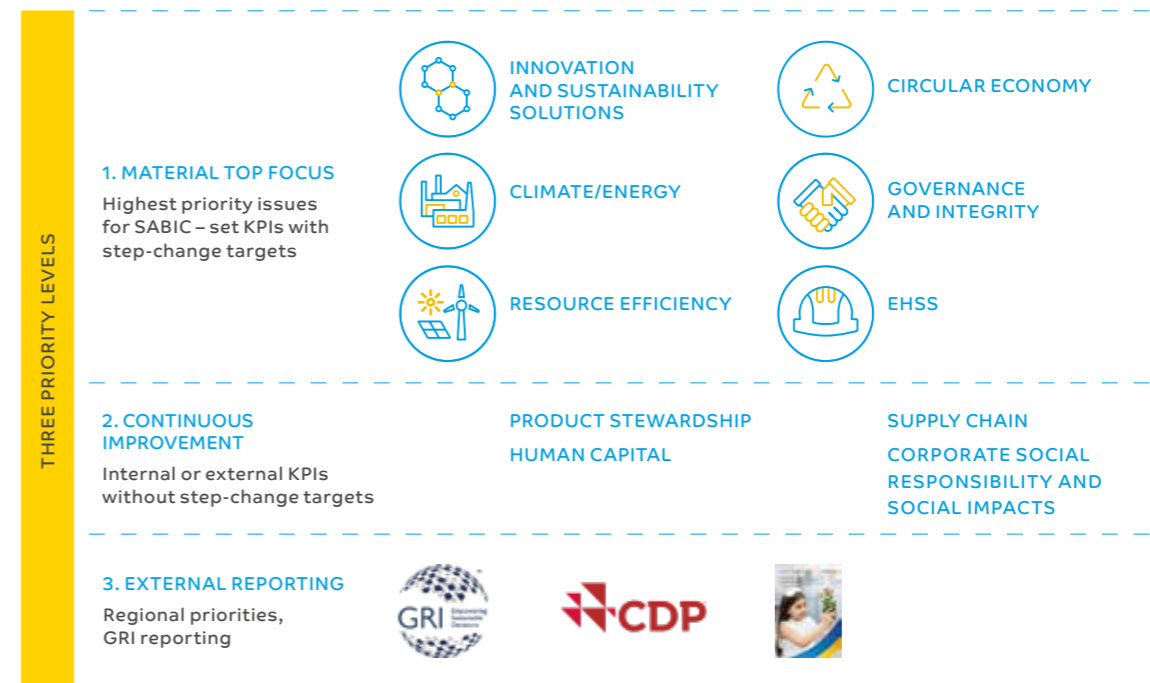 THREE PRIORITY LEVELS
1. MATERIAL TOP FOCUS
Highest priority issues
for SABIC – set KPIs with
step-change targets
INNOVATION
AND SUSTAINABILITY
SOLUTIONS
CIRCULAR ECONOMY
CLIMATE/ENERGY
GOVERNANCE
AND INTEGRITY
RESOURCE EFFICIENCY
EHSS
2. CONTINUOUS
IMPROVEMENT
Internal or external KPIs
without step-change targets
PRODUCT STEWARDSHIP
HUMAN CAPITAL
SUPPLY CHAIN
CORPORATE SOCIAL
RESPONSIBILITY AND
SOCIAL IMPACTS
3. EXTERNAL REPORTING
Regional priorities,
GRI reporting
GRI
Empowering
Sustainable
Decisions
CDP